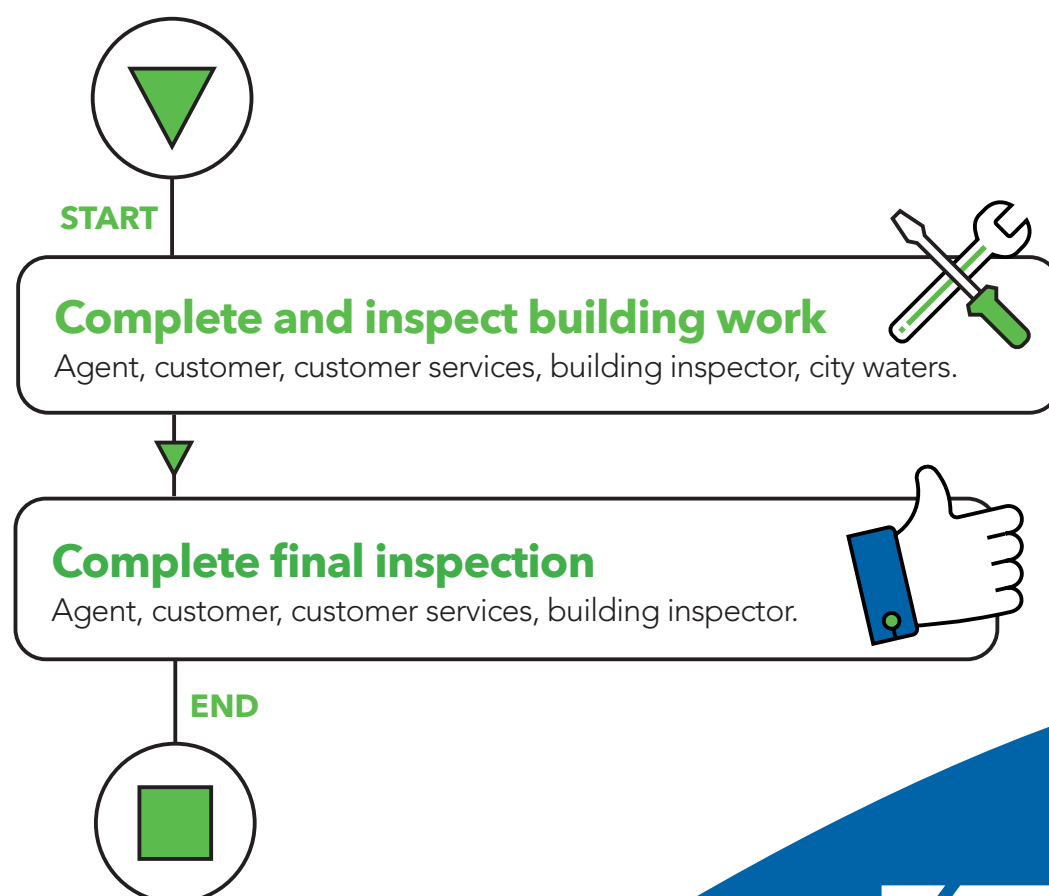 START
Complete and inspect building work
Agent, customer, customer services, building inspector, city waters.
Complete final inspection
Agent, customer, customer services, building inspector.
END